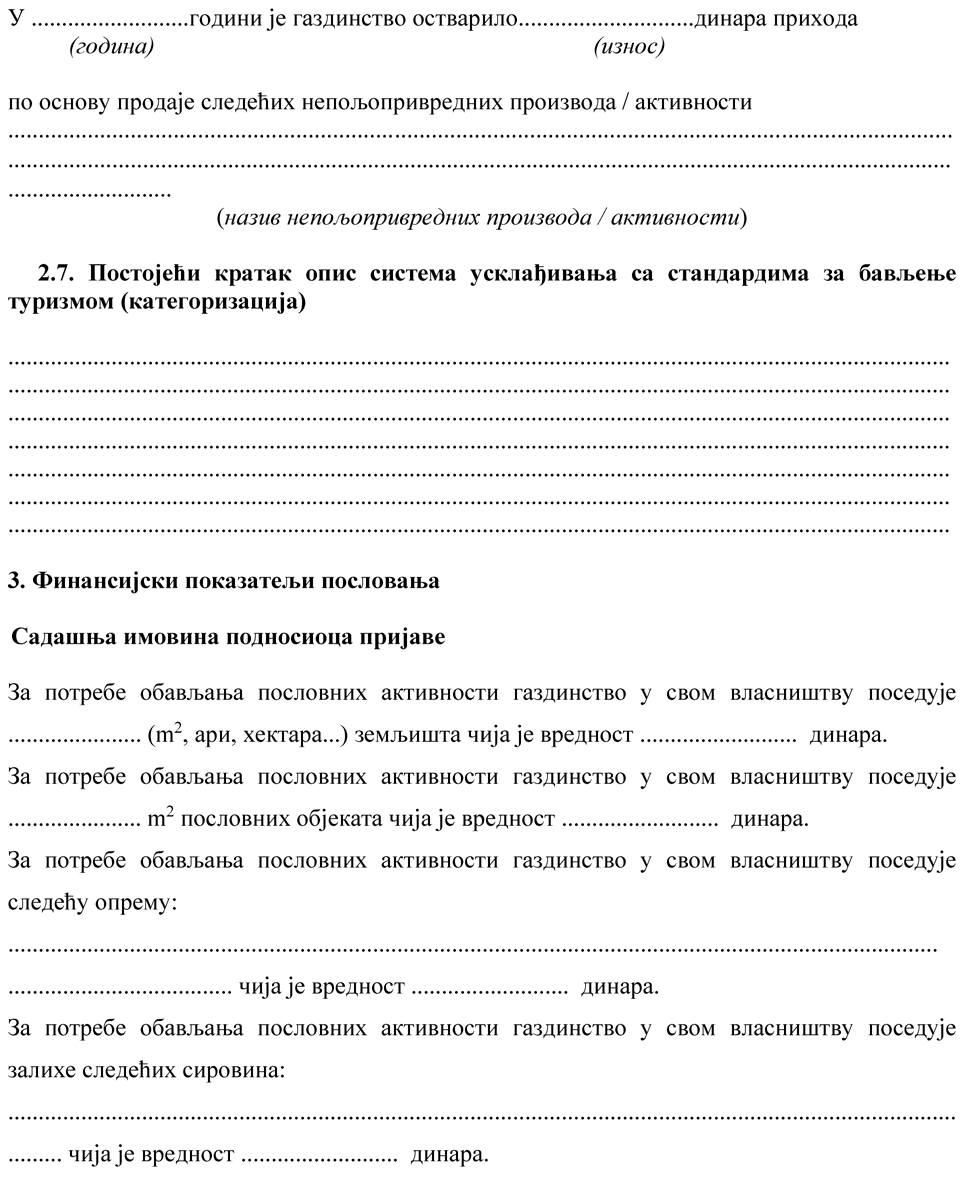 У ..........................години је газдинство остварило.............................динара прихода
(година) (износ)
по основу продаје следећих непољопривредних производа / активности
............................................................................................................................................................
............................................................................................................................................................
...........................
(назив непољопривредних производа / активности)
2.7. Постојећи кратак опис система усклађивања са стандардима за бављење
туризмом (категоризација)
............................................................................................................................................................
............................................................................................................................................................
............................................................................................................................................................
............................................................................................................................................................
............................................................................................................................................................
............................................................................................................................................................
............................................................................................................................................................
3. Финансијски показатељи пословања
Садашња имовина подносиоца пријаве
За потребе обављања пословних активности газдинство у свом власништву поседује
...................... (m², ари, хектара...) земљишта чија је вредност .......................... динара.
За потребе обављања пословних активности газдинство у свом власништву поседује
...................... m² пословних објеката чија је вредност .......................... динара.
За потребе обављања пословних активности газдинство у свом власништву поседује
следећу опрему:
..........................................................................................................................................................
..................................... чија је вредност .......................... динара.
За потребе обављања пословних активности газдинство у свом власништву поседује
залихе следећих сировина:
.............................................................................................................................................................
......... чија је вредност .......................... динара.